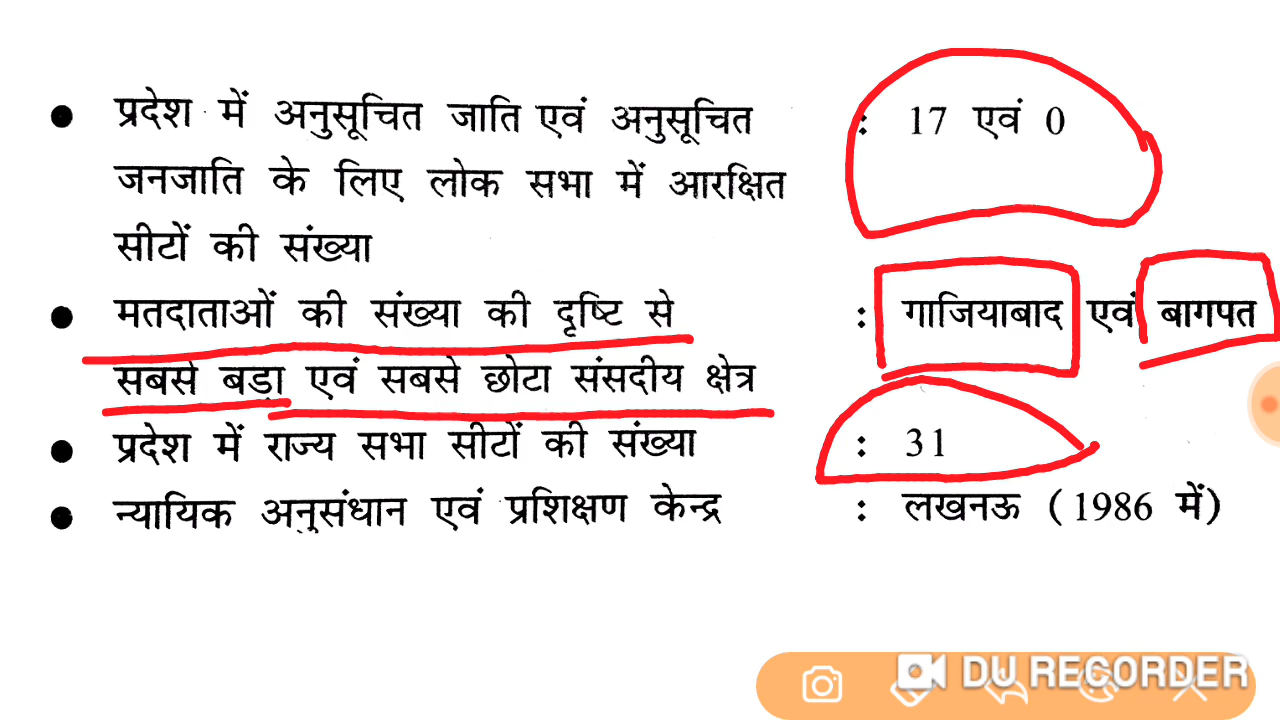 ● प्रदेश में अनुसूचित जाति एवं अनुसूचित : 17 एवं 0
जनजाति के लिए लोक सभा में आरक्षित
सीटों की संख्या
● मतदाताओं की संख्या की दृष्टि से : गाजियाबाद एवं बागपत
सबसे बड़ा एवं सबसे छोटा संसदीय क्षेत्र
● प्रदेश में राज्य सभा सीटों की संख्या : 31
● न्यायिक अनुसंधान एवं प्रशिक्षण केन्द्र : लखनऊ (1986 में)
DU RECORDER